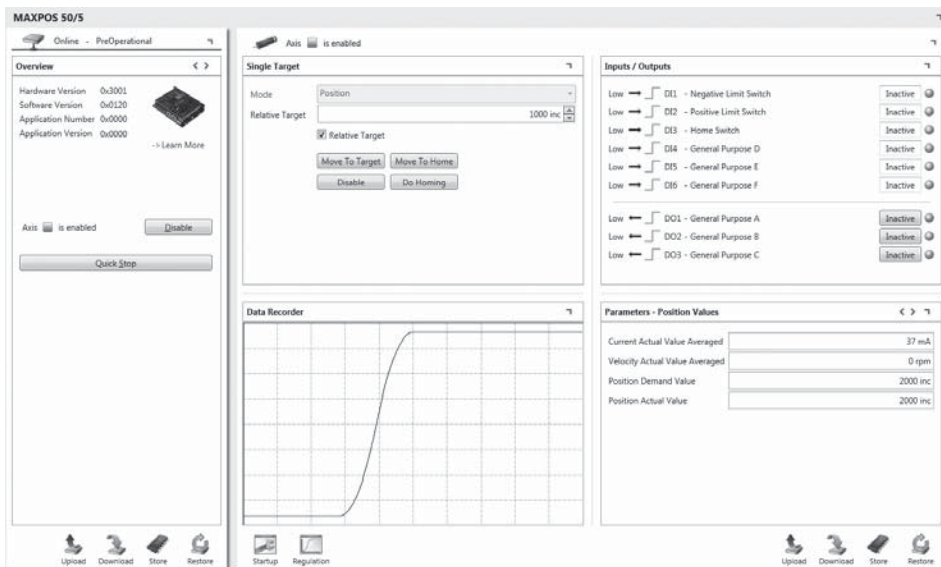 MAXPOS 50/5
Online - PreOperational
Overview
Hardware Version 0x3001
Software Version 0x0120
Application Number 0x0000
Application Version 0x0000
-> Learn More
Axis is enabled Disable
Quick Stop
Upload Download Store Restore
Axis is enabled
Single Target
Mode Position
Relative Target 1000 inc
Relative Target
Move To Target Move To Home
Disable Do Homing
Inputs / Outputs
Low DI1 - Negative Limit Switch Inactive
Low DI2 - Positive Limit Switch Inactive
Low DI3 - Home Switch Inactive
Low DI4 - General Purpose D Inactive
Low DI5 - General Purpose E Inactive
Low DI6 - General Purpose F Inactive
Low DO1 - General Purpose A Inactive
Low DO2 - General Purpose B Inactive
Low DO3 - General Purpose C Inactive
Data Recorder
Parameters - Position Values
Current Actual Value Averaged 37 mA
Velocity Actual Value Averaged 0 rpm
Position Demand Value 2000 inc
Position Actual Value 2000 inc
Startup Regulation
Upload Download Store Restore